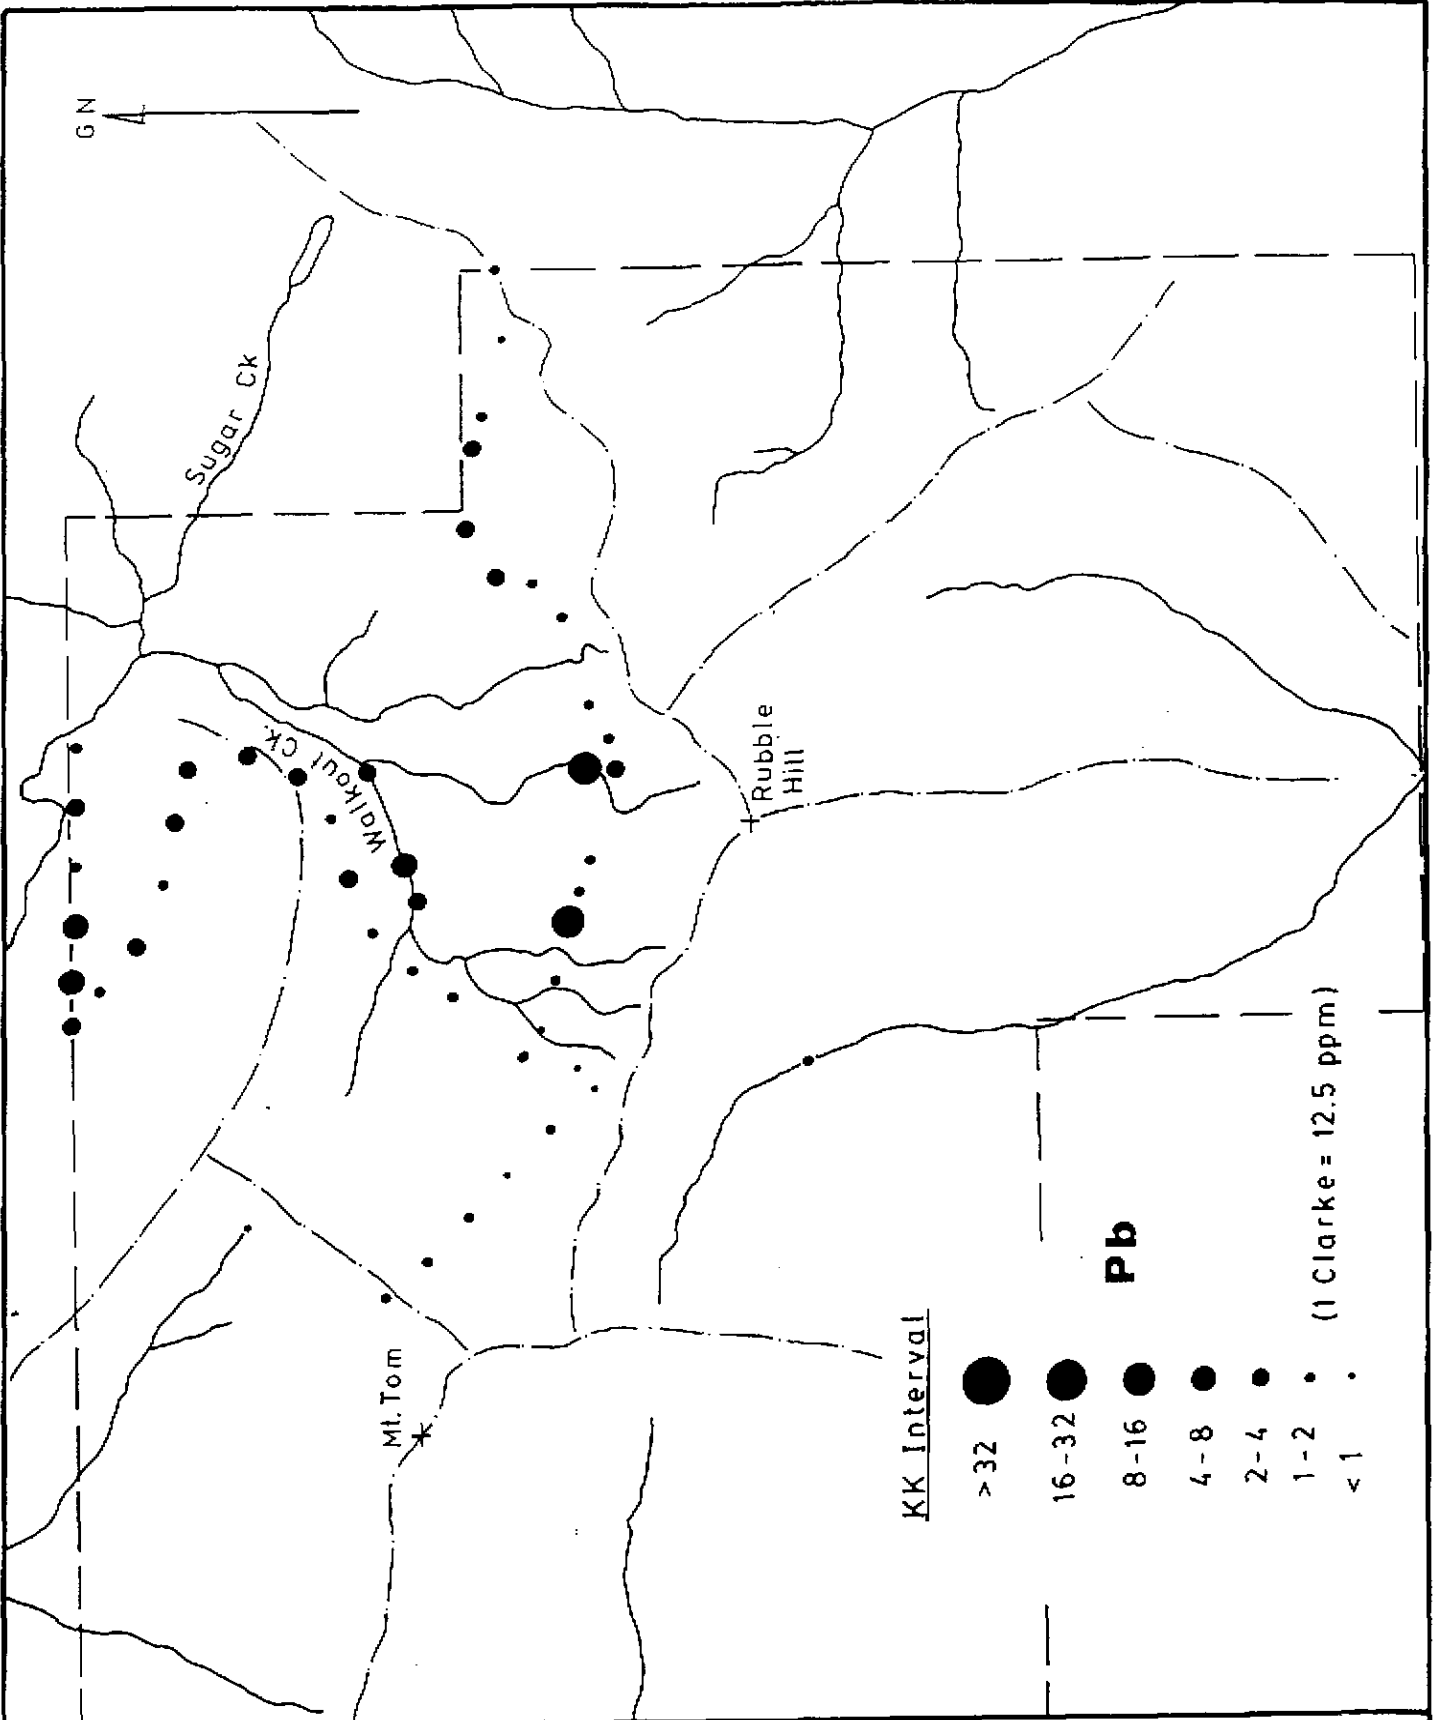 GN
Sugar Ck
Walkout Ck.
Rubble
Hill
Mt. Tom
KK Interval
Pb
>32
16-32
8-16
4-8
2-4
1-2
<1
(1 Clarke = 12.5 ppm)